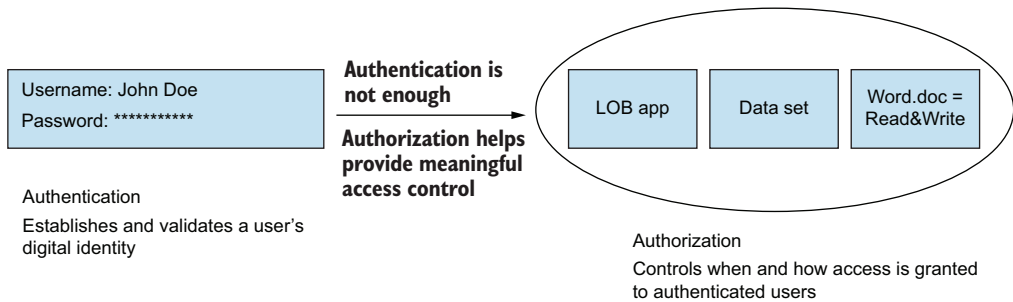 Username: John Doe
Password: ***********
Authentication is
not enough
Authorization helps
provide meaningful
access control
LOB app
Data set
Word.doc =
Read&Write
Authentication
Establishes and validates a user’s
digital identity
Authorization
Controls when and how access is granted
to authenticated users